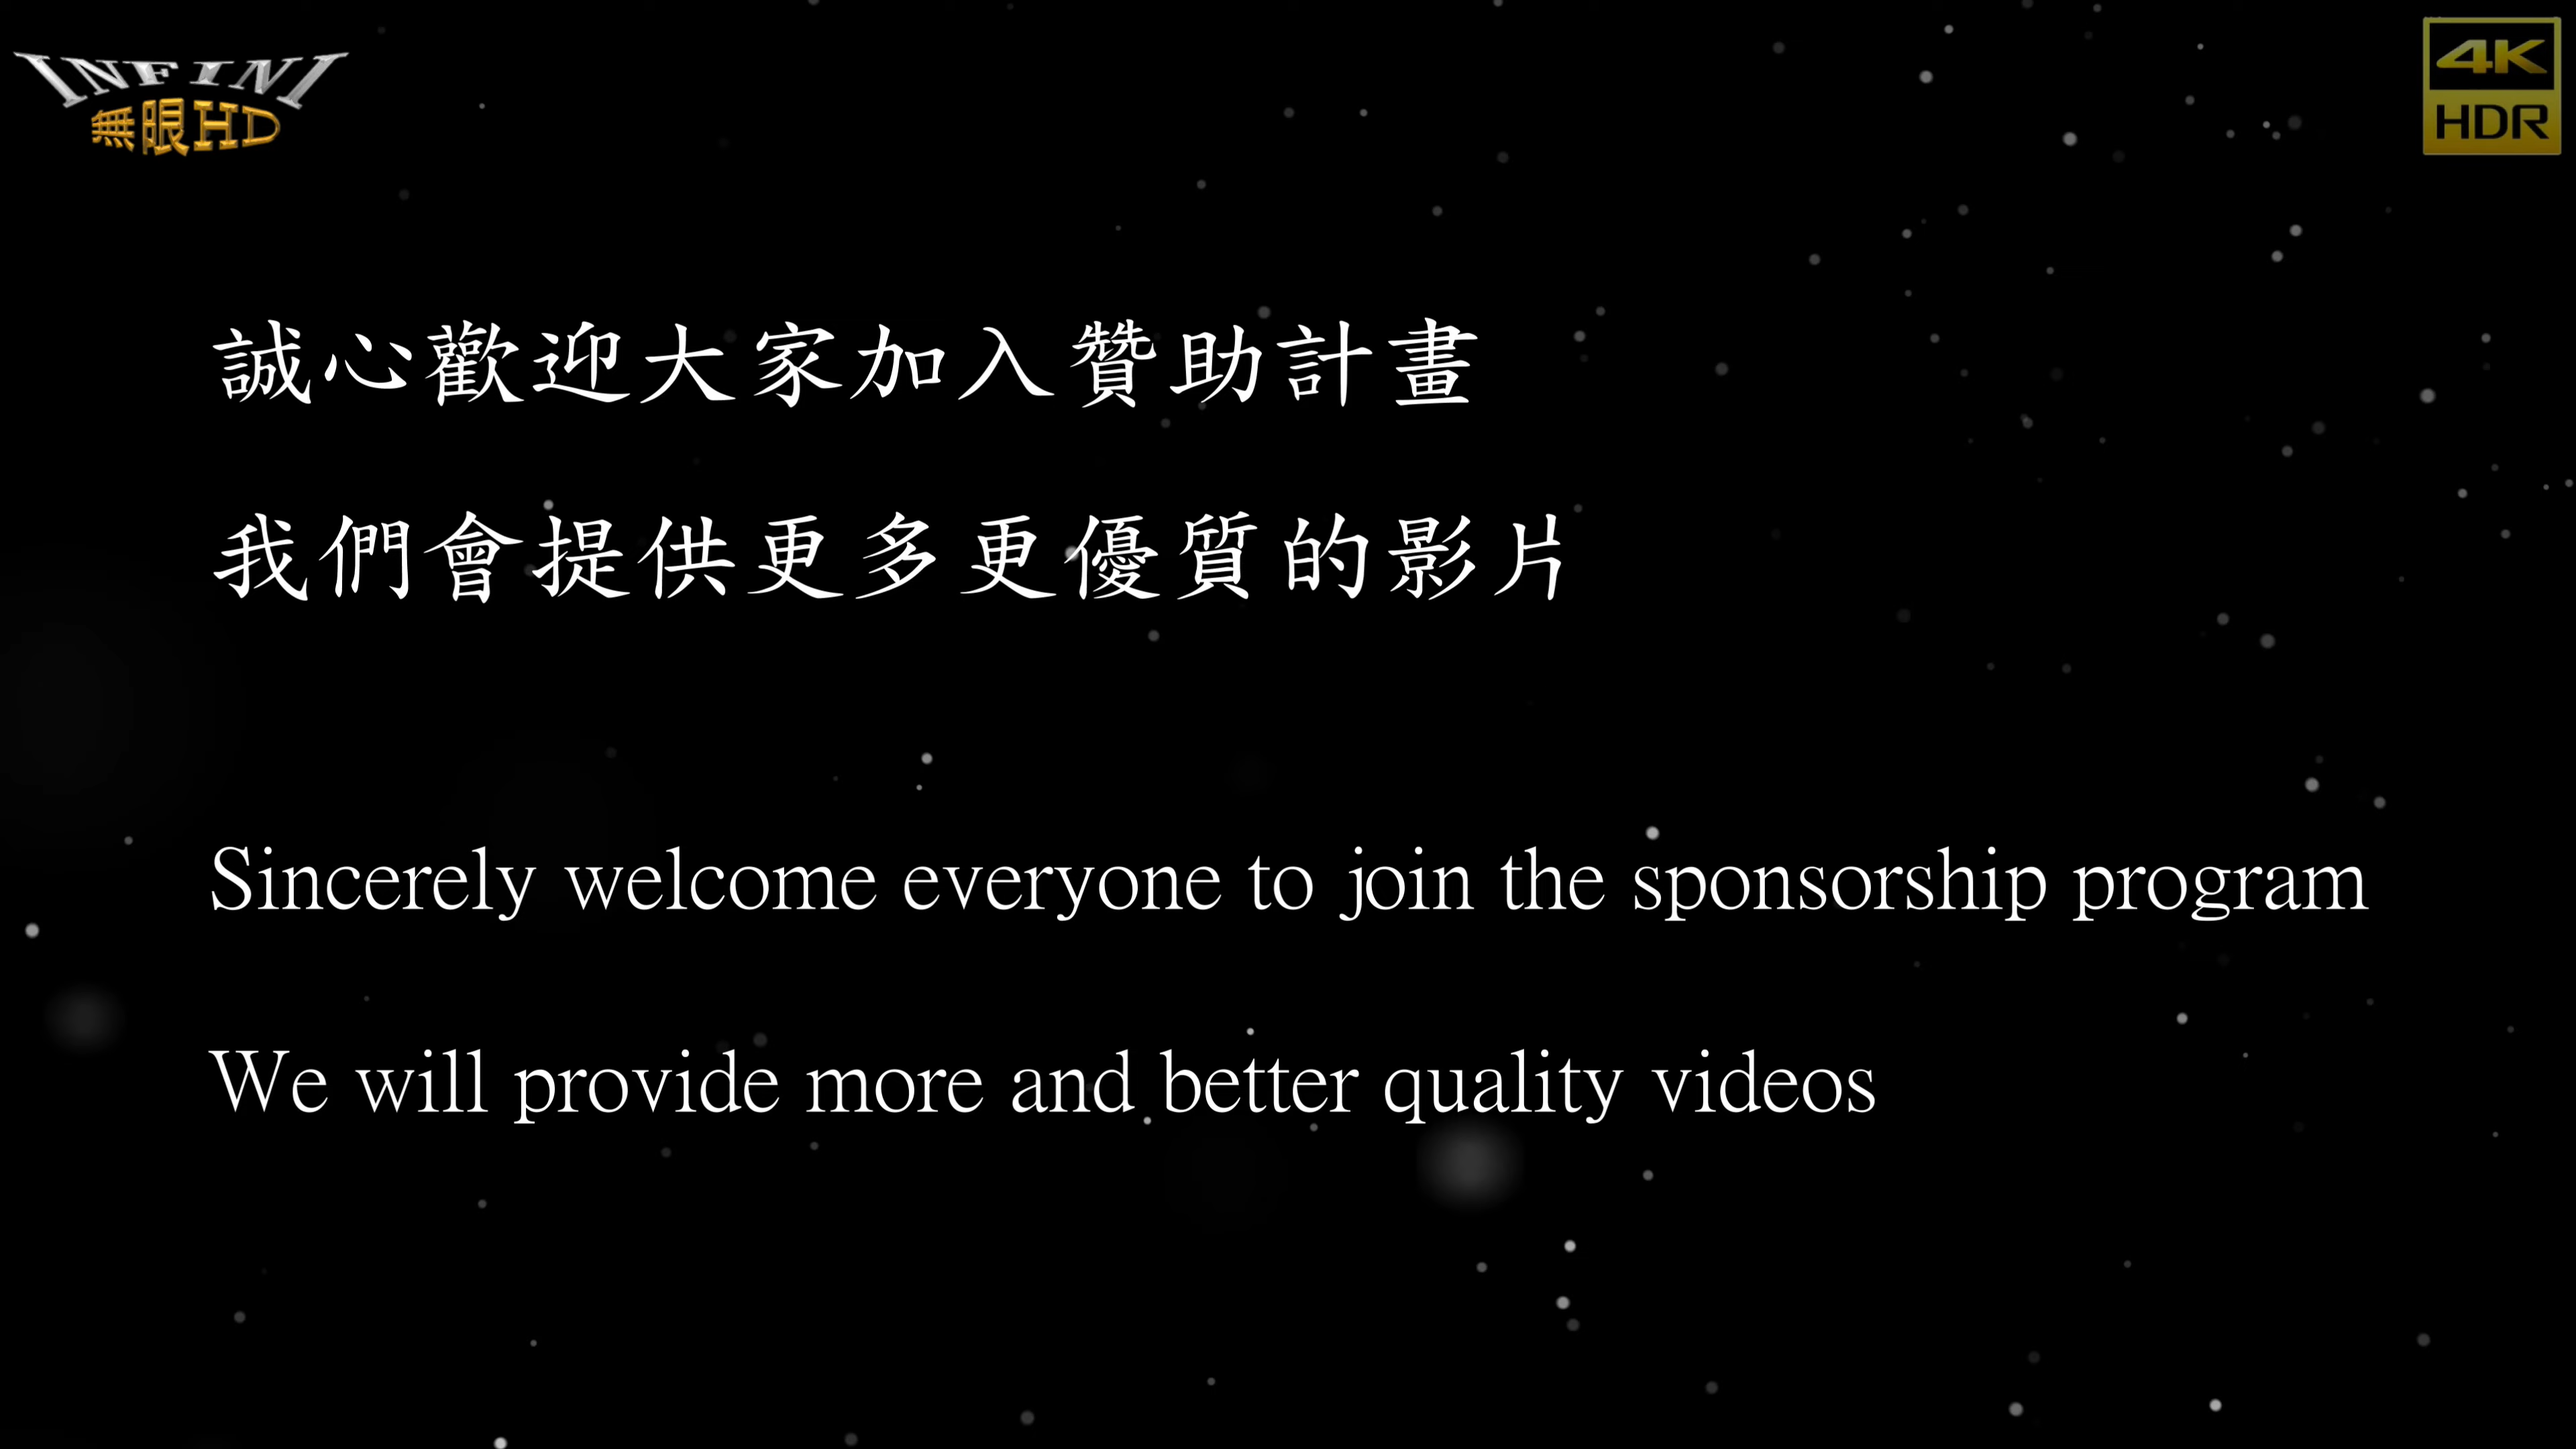 INFINI
無限HD
4K
HDR
誠心歡迎大家加入贊助計畫
我們會提供更多更優質的影片
Sincerely welcome everyone to join the sponsorship program
We will provide more and better quality videos